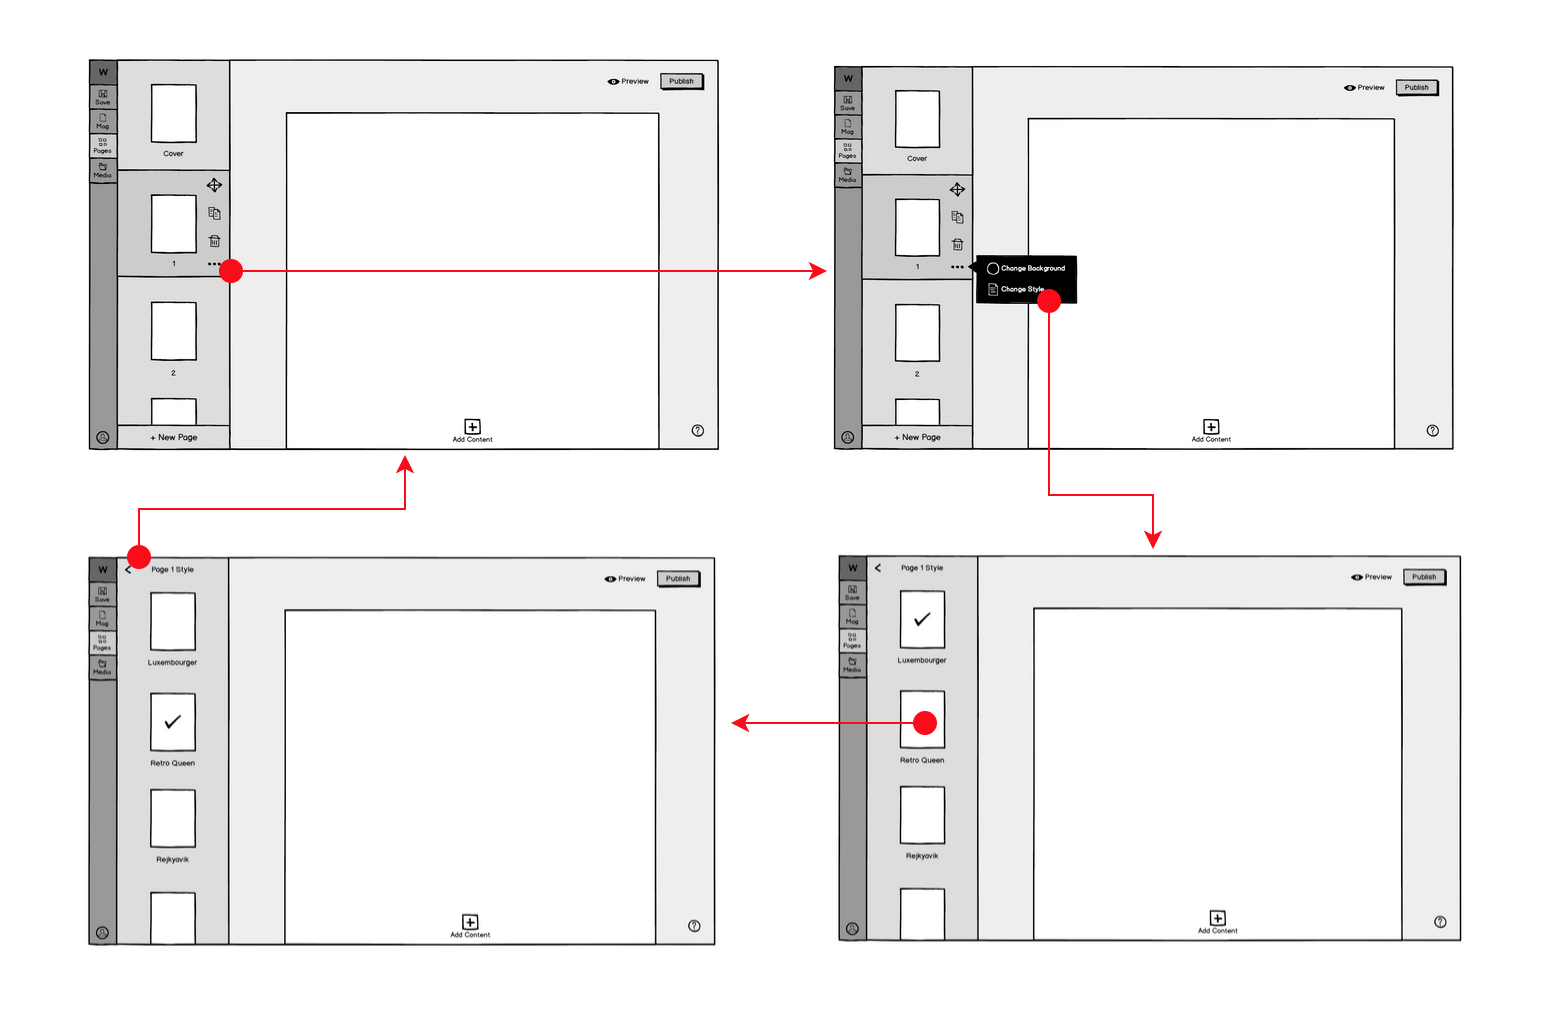 W
Save
Mag
Pages
Media
Cover
1
2
+ New Page
Preview
Publish
Add Content
?
W
Save
Mag
Pages
Media
Cover
1
2
+ New Page
Preview
Publish
Change Background
Change Style
Add Content
?
W
Save
Mag
Pages
Media
Page 1 Style
Luxembourger
Retro Queen
Rejkyavik
Preview
Publish
Add Content
?
W
Save
Mag
Pages
Media
Page 1 Style
Luxembourger
Retro Queen
Rejkyavik
Preview
Publish
Add Content
?